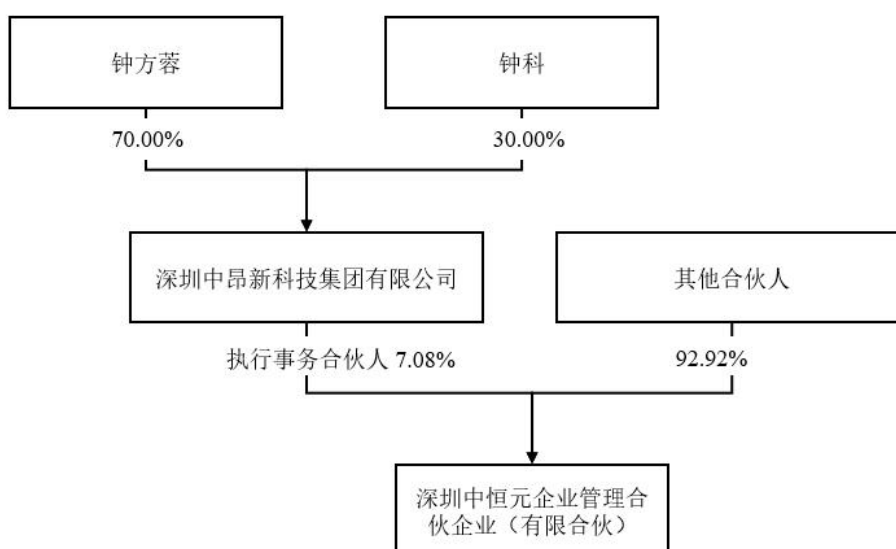 钟方蓉
钟科
70.00%
30.00%
深圳中昂新科技集团有限公司
其他合伙人
执行事务合伙人 7.08%
92.92%
深圳中恒元企业管理合
伙企业（有限合伙）